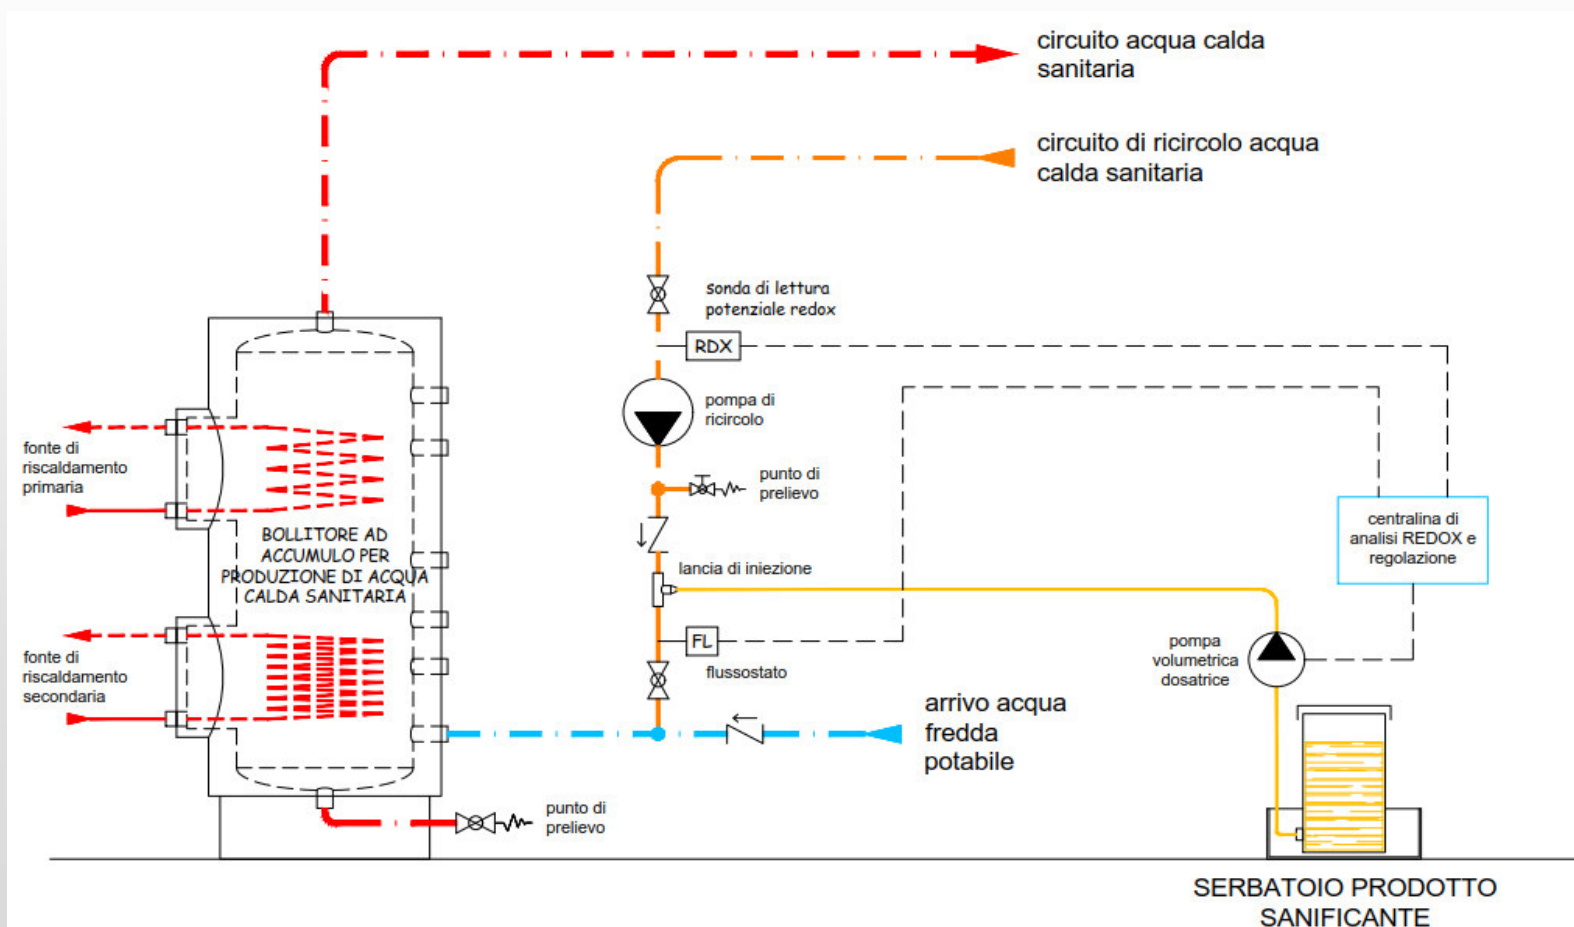 circuito acqua calda
sanitaria
circuito di ricircolo acqua
calda sanitaria
sonda di lettura
potenziale redox
RDX
pompa di
ricircolo
fonte di
riscaldamento
primaria
punto di
prelievo
centralina di
analisi REDOX e
regolazione
BOLLITORE AD
ACCUMULO PER
PRODUZIONE DI ACQUA
CALDA SANITARIA
lancia di iniezione
FL
flussostato
pompa
volumetrica
dosatrice
fonte di
riscaldamento
secondaria
arrivo acqua
fredda
potabile
punto di
prelievo
SERBATOIO PRODOTTO
SANIFICANTE